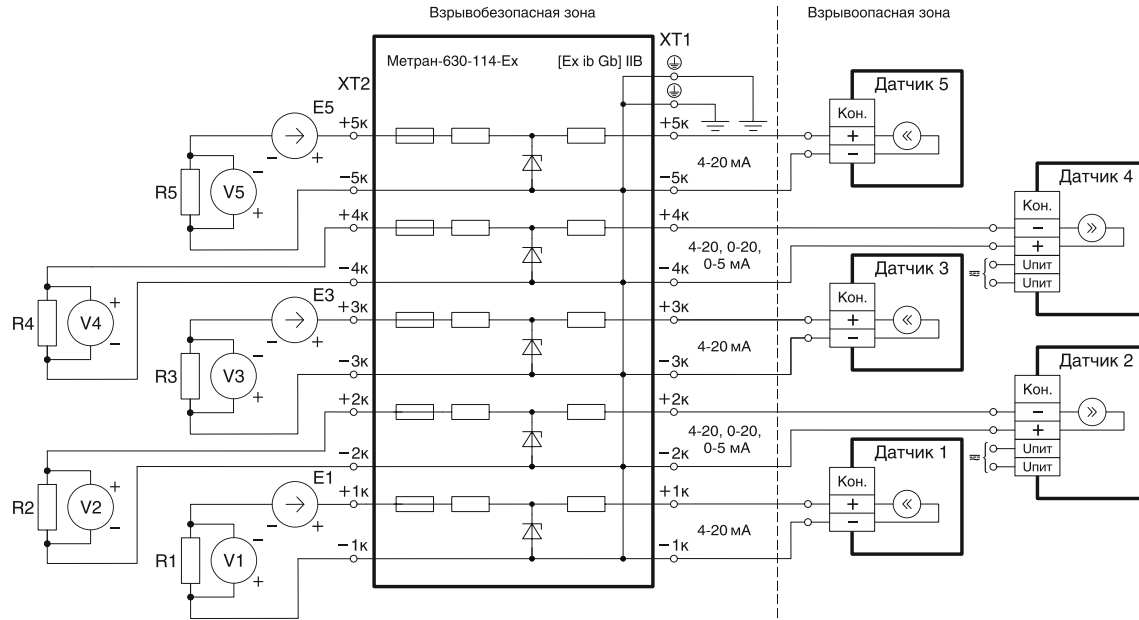 Взрывобезопасная зона
Взрывоопасная зона
Метран-630-114-Ex
[Ex ib Gb] IIB
XT1
XT2
E5
+5к
+5к
R5
V5
−
+
−
+
−5к
−5к
4-20 мА
Датчик 5
Кон.
+
−
+4к
+4к
R4
V4
+
−
−4к
−4к
4-20, 0-20,
0-5 мА
Датчик 4
Кон.
−
+
Uпит
Uпит
E3
+3к
+3к
R3
V3
−
+
−
+
−3к
−3к
4-20 мА
Датчик 3
Кон.
+
−
+2к
+2к
R2
V2
+
−
−2к
−2к
4-20, 0-20,
0-5 мА
Датчик 2
Кон.
−
+
Uпит
Uпит
E1
+1к
+1к
R1
V1
−
+
−
+
−1к
−1к
4-20 мА
Датчик 1
Кон.
+
−